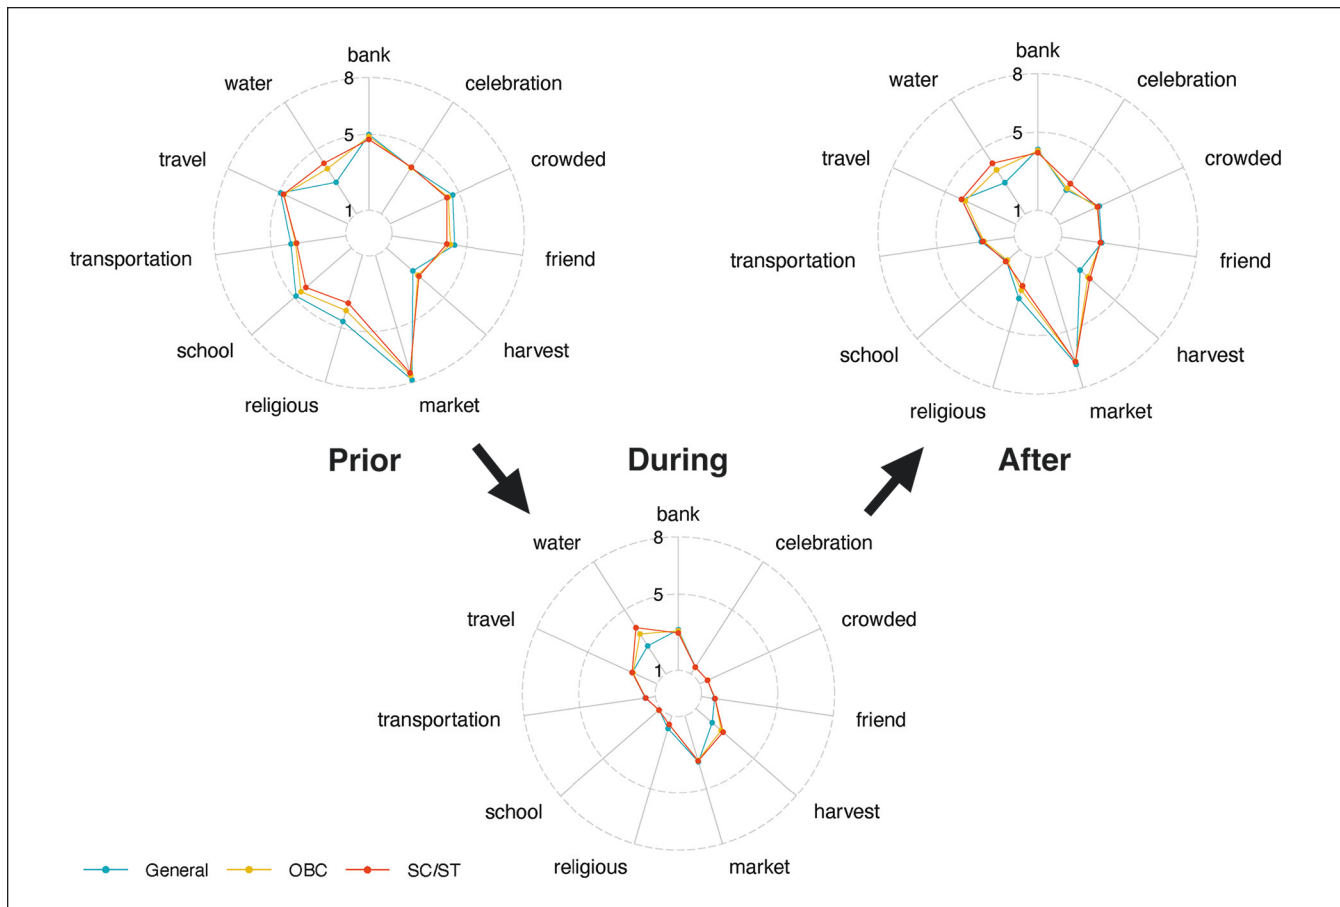 bank
8
water
celebration
5
travel
crowded
1
transportation
friend
school
harvest
religious
market
bank
8
water
celebration
5
travel
crowded
1
transportation
friend
school
harvest
religious
market
Prior
During
After
bank
8
water
celebration
5
travel
crowded
1
transportation
friend
school
harvest
religious
market
General OBC SC/ST